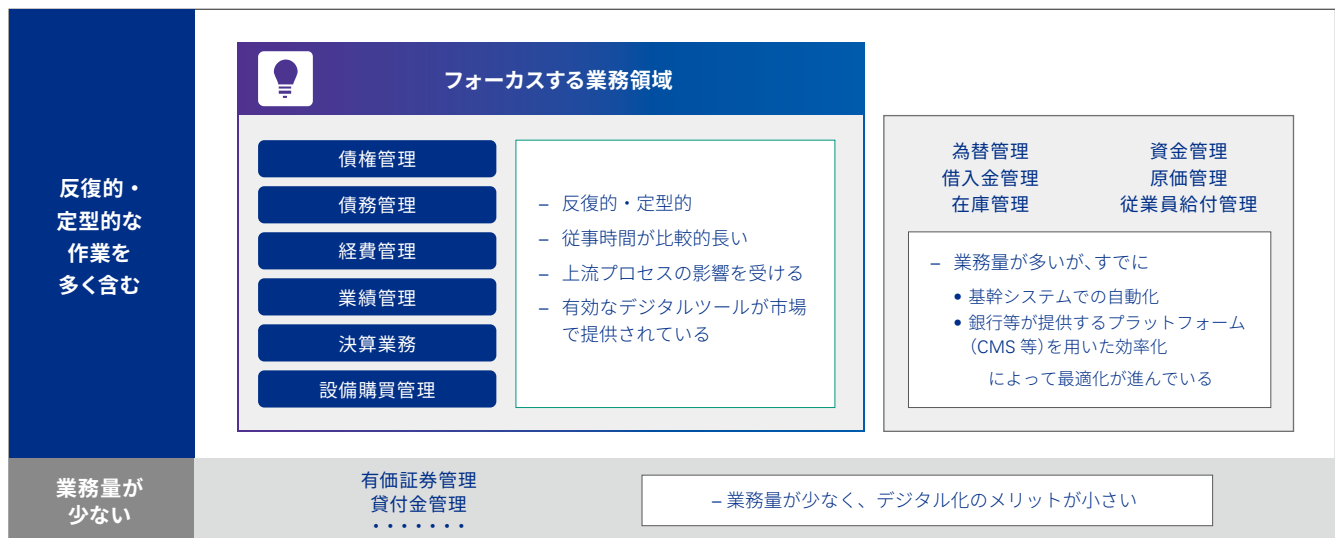 反復的・
定型的な
作業を
多く含む
フォーカスする業務領域
債権管理
債務管理
経費管理
業績管理
決算業務
設備購買管理
– 反復的・定型的
– 従事時間が比較的長い
– 上流プロセスの影響を受ける
– 有効なデジタルツールが市場
で提供されている
為替管理
借入金管理
在庫管理
資金管理
原価管理
従業員給付管理
– 業務量が多いが、すでに
• 基幹システムでの自動化
• 銀行等が提供するプラットフォーム
（CMS 等）を用いた効率化
によって最適化が進んでいる
業務量が
少ない
有価証券管理
貸付金管理
・・・・・・・
– 業務量が少なく、デジタル化のメリットが小さい